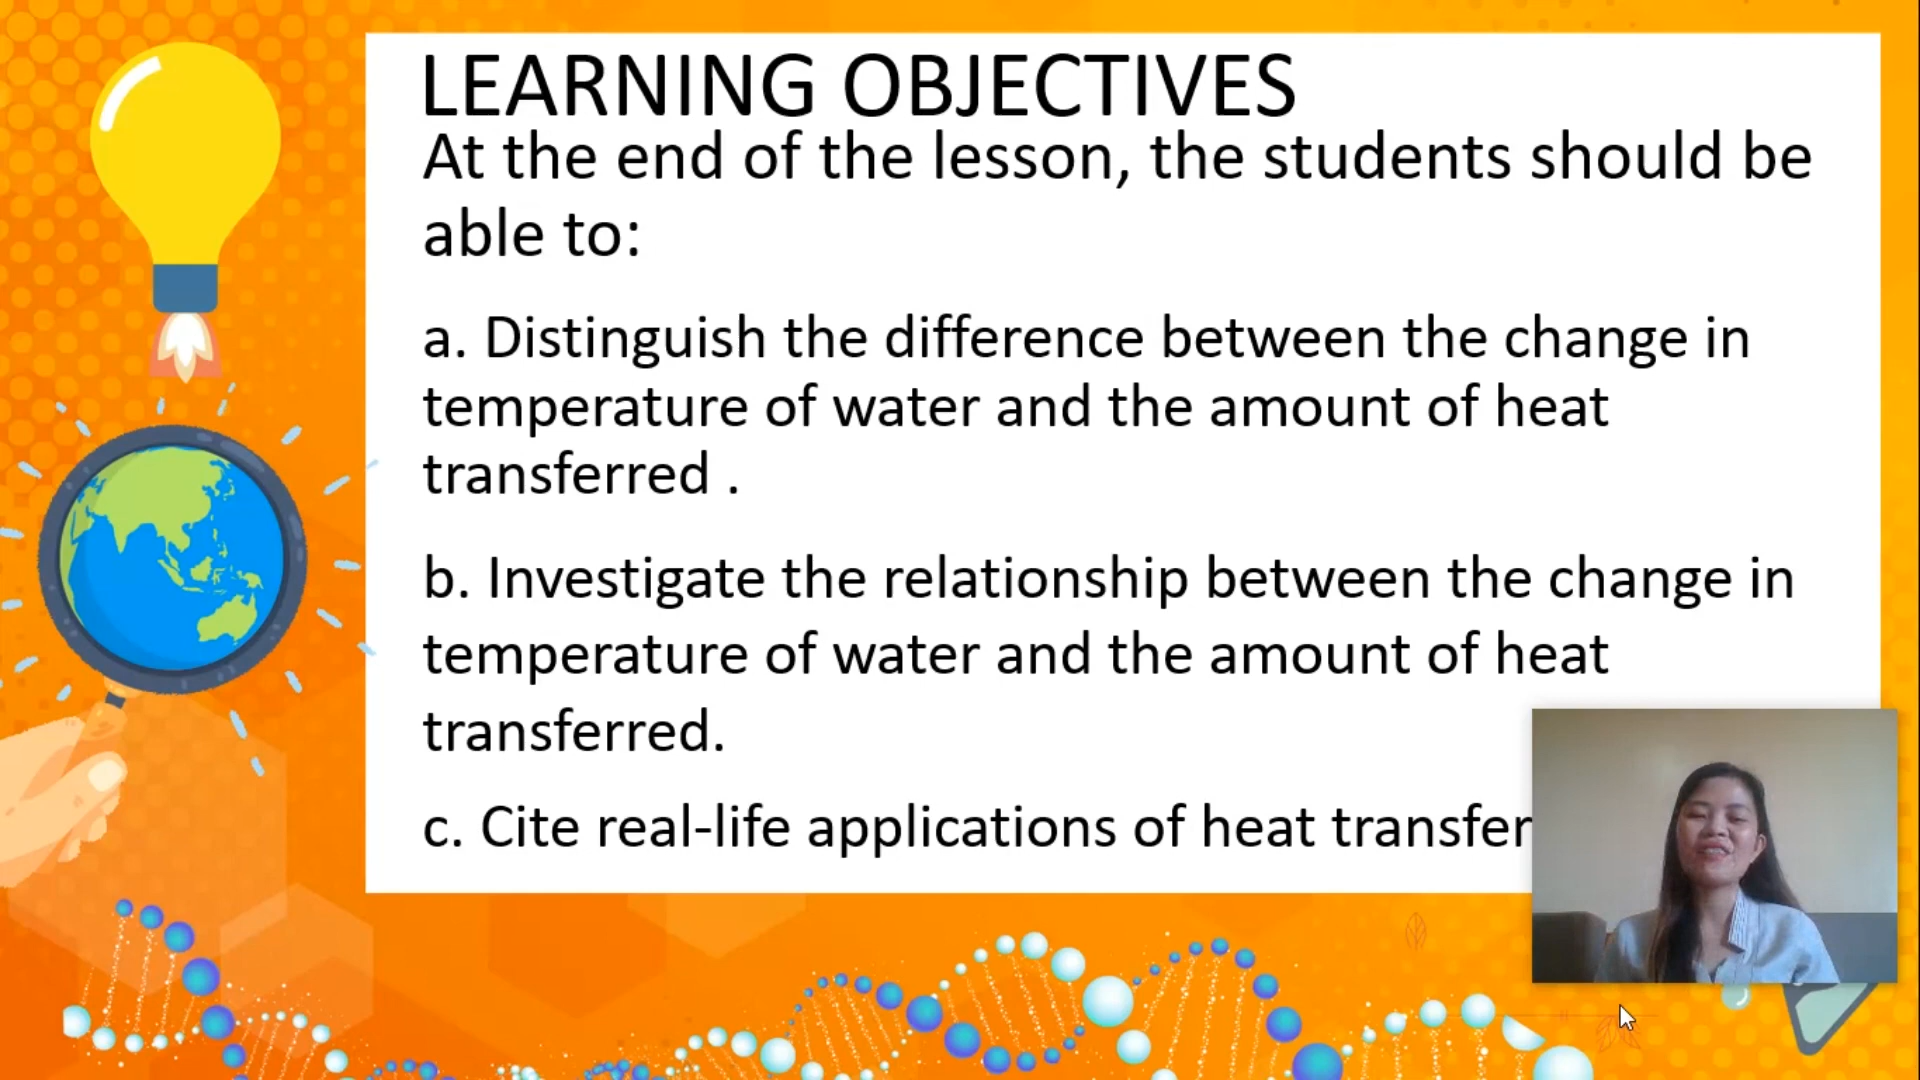 LEARNING OBJECTIVES
At the end of the lesson, the students should be
able to:
a. Distinguish the difference between the change in
temperature of water and the amount of heat
transferred .
b. Investigate the relationship between the change in
temperature of water and the amount of heat
transferred.
c. Cite real-life applications of heat transfer